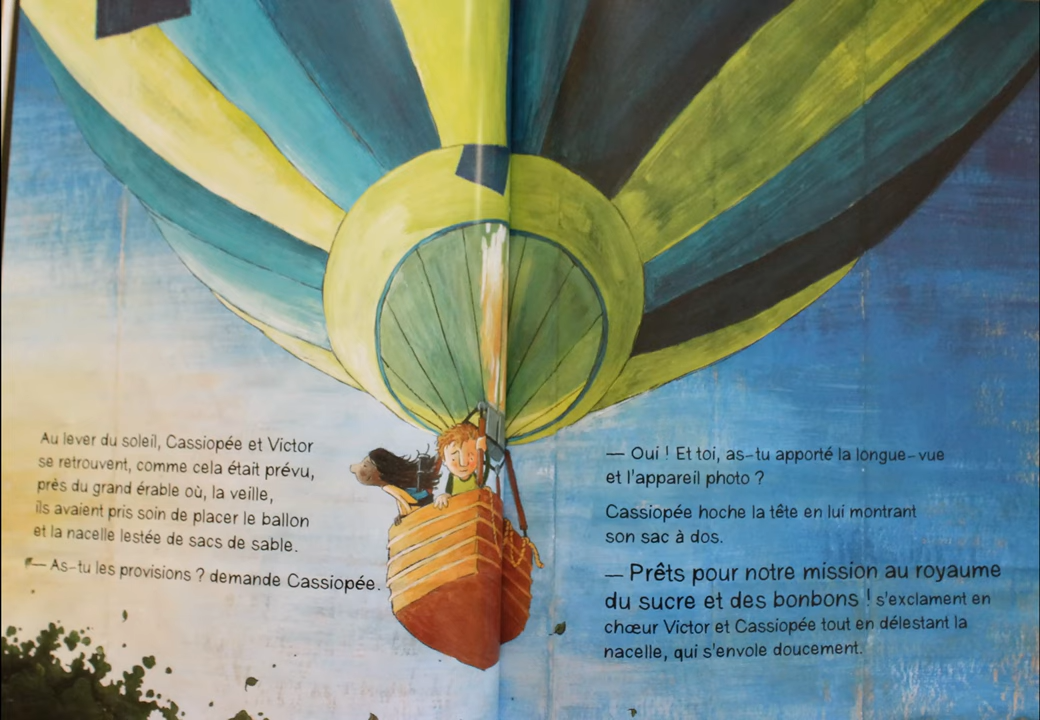 Au lever du soleil, Cassiopée et Victor
se retrouvent, comme cela était prévu,
près du grand érable où, la veille,
ils avaient pris soin de placer le ballon
et la nacelle lestée de sacs de sable.
— As-tu les provisions ? demande Cassiopée.
— Oui ! Et toi, as-tu apporté la longue-vue
et l'appareil photo ?
Cassiopée hoche la tête en lui montrant
son sac à dos.
— Prêts pour notre mission au royaume
du sucre et des bonbons ! s'exclament en
chœur Victor et Cassiopée tout en délestant la
nacelle, qui s'envole doucement.